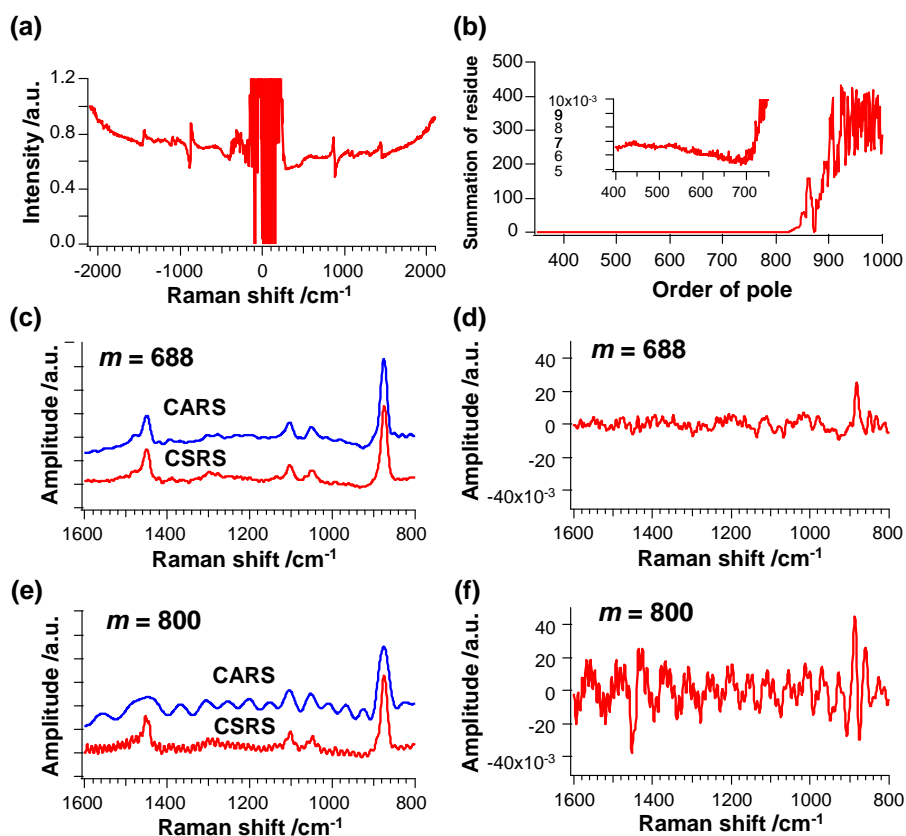 (a)
Intensity /a.u.
1.2
0.8
0.4
0.0
-2000 -1000 0 1000 2000
Raman shift /cm-1
(b)
Summation of residue
500
400
300
200
100
0
10x10-3
9
8
7
6
5
400 500 600 700
400 500 600 700 800 900 1000
Order of pole
(c)
Amplitude /a.u.
m = 688
CARS
CSRS
1600 1400 1200 1000 800
Raman shift /cm-1
(d)
Amplitude /a.u.
m = 688
40
20
0
-20
-40x10-3
1600 1400 1200 1000 800
Raman shift /cm-1
(e)
Amplitude /a.u.
m = 800
CARS
CSRS
1600 1400 1200 1000 800
Raman shift /cm-1
(f)
Amplitude /a.u.
m = 800
40
20
0
-20
-40x10-3
1600 1400 1200 1000 800
Raman shift /cm-1